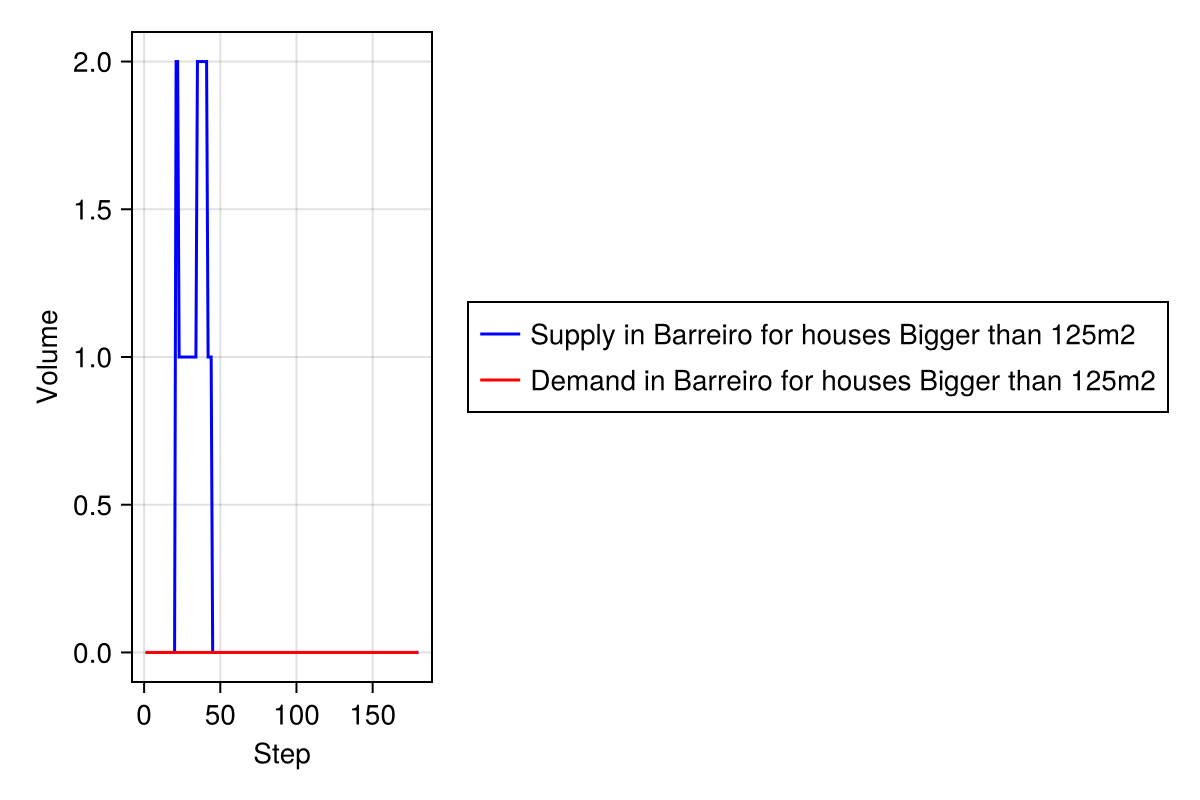 2.0
1.5
1.0
0.5
0.0
Volume
0 50 100 150
Step
Supply in Barreiro for houses Bigger than 125m2
Demand in Barreiro for houses Bigger than 125m2